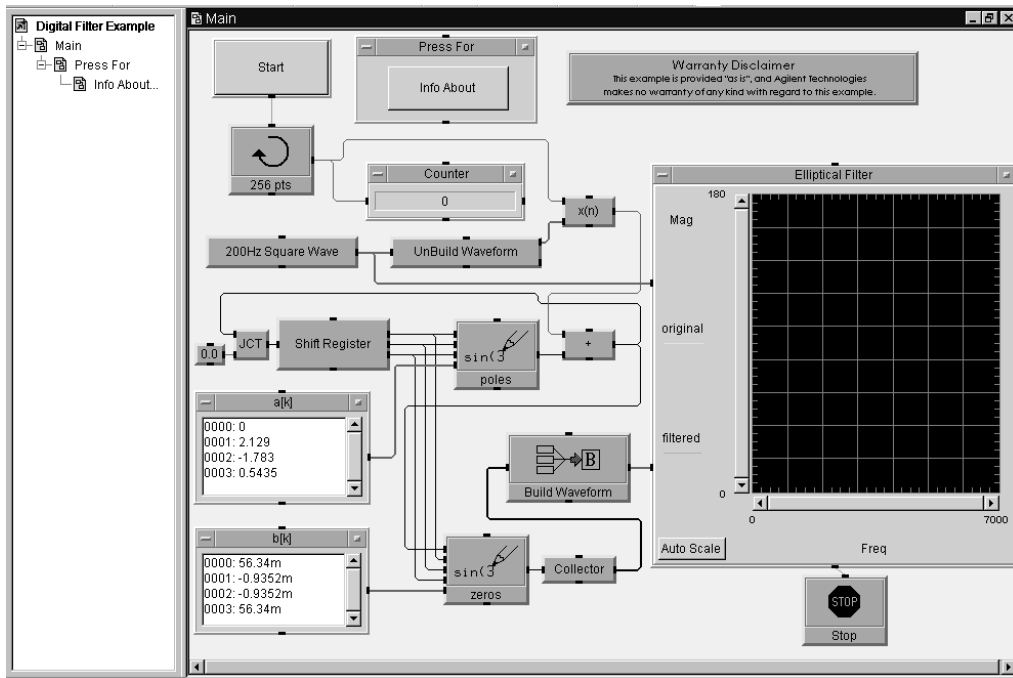 Digital Filter Example
Main
Press For
Info About...
Main
Start
Press For
Info About
Warranty Disclaimer
This example is provided "as is", and Agilent Technologies
makes no warranty of any kind with regard to this example.
256 pts
Counter
0
x(n)
200Hz Square Wave
UnBuild Waveform
Elliptical Filter
180
Mag
original
filtered
0
0
7000
Auto Scale
Freq
0.0
JCT
Shift Register
sin(3
poles
+
a[k]
0000: 0
0001: 2.129
0002: -1.783
0003: 0.5435
B
Build Waveform
b[k]
0000: 56.34m
0001: -0.9352m
0002: -0.9352m
0003: 56.34m
sin(3
zeros
Collector
STOP
Stop